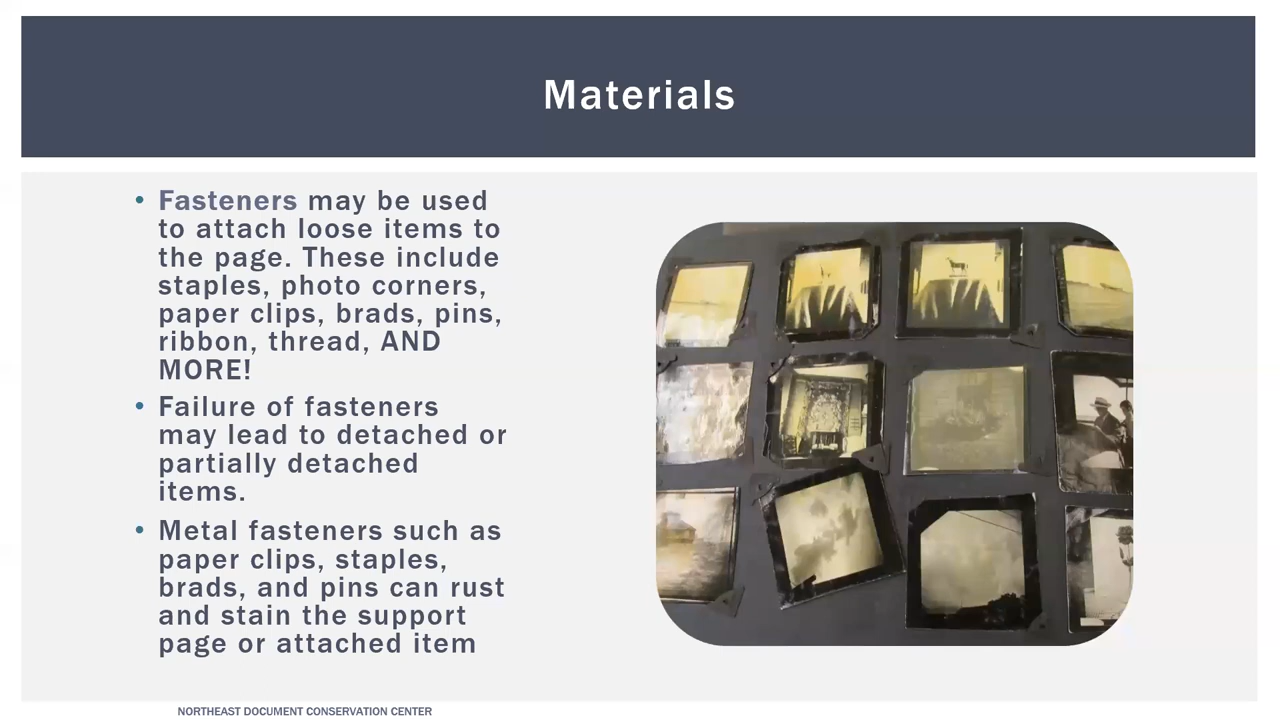 Materials
• Fasteners may be used
to attach loose items to
the page. These include
staples, photo corners,
paper clips, brads, pins,
ribbon, thread, AND
MORE!
• Failure of fasteners
may lead to detached or
partially detached
items.
• Metal fasteners such as
paper clips, staples,
brads, and pins can rust
and stain the support
page or attached item
NORTHEAST DOCUMENT CONSERVATION CENTER